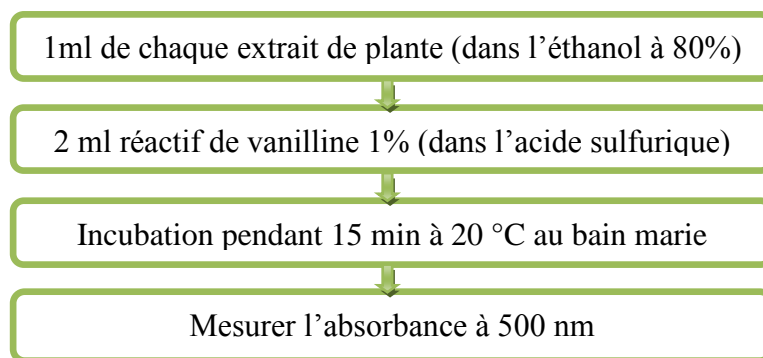 1ml de chaque extrait de plante (dans l’éthanol à 80%)
2 ml réactif de vanilline 1% (dans l’acide sulfurique)
Incubation pendant 15 min à 20 °C au bain marie
Mesurer l’absorbance à 500 nm